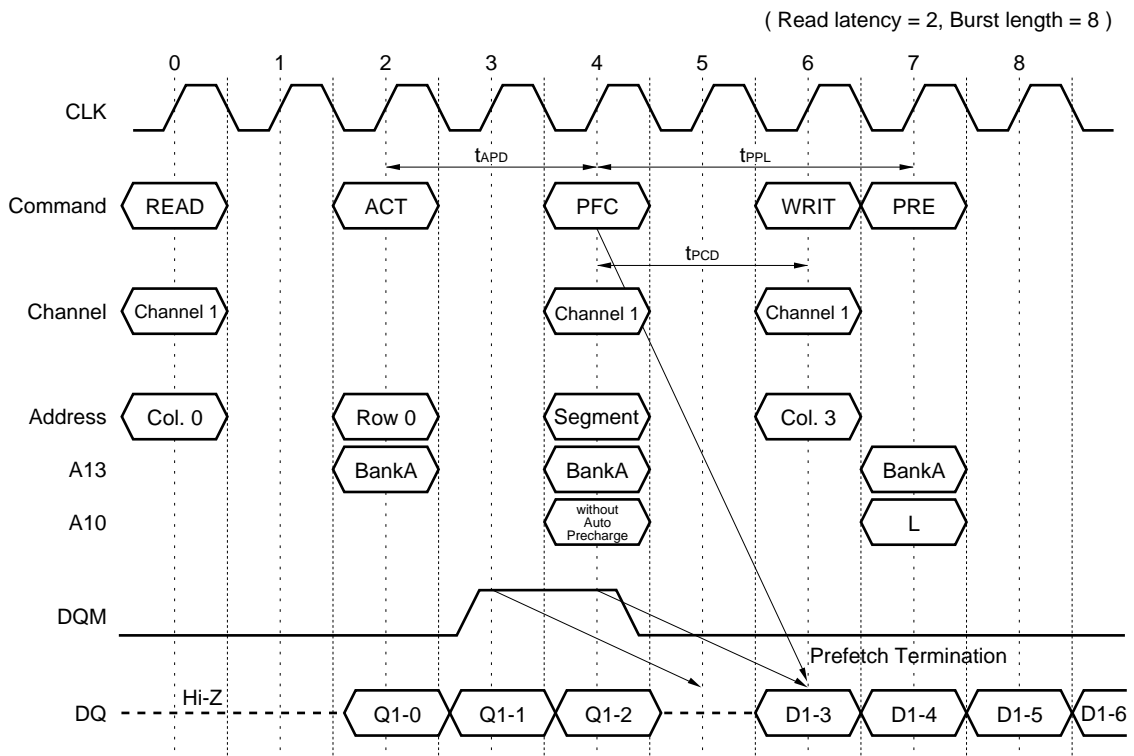 ( Read latency = 2, Burst length = 8 )
0 1 2 3 4 5 6 7 8
CLK
tAPD tPPL
Command READ ACT PFC WRIT PRE
tPCD
Channel Channel 1 Channel 1 Channel 1
Address Col. 0 Row 0 Segment Col. 3
A13 BankA BankA BankA
A10 without Auto Precharge L
DQM
Prefetch Termination
Hi-Z
DQ Q1-0 Q1-1 Q1-2 D1-3 D1-4 D1-5 D1-6